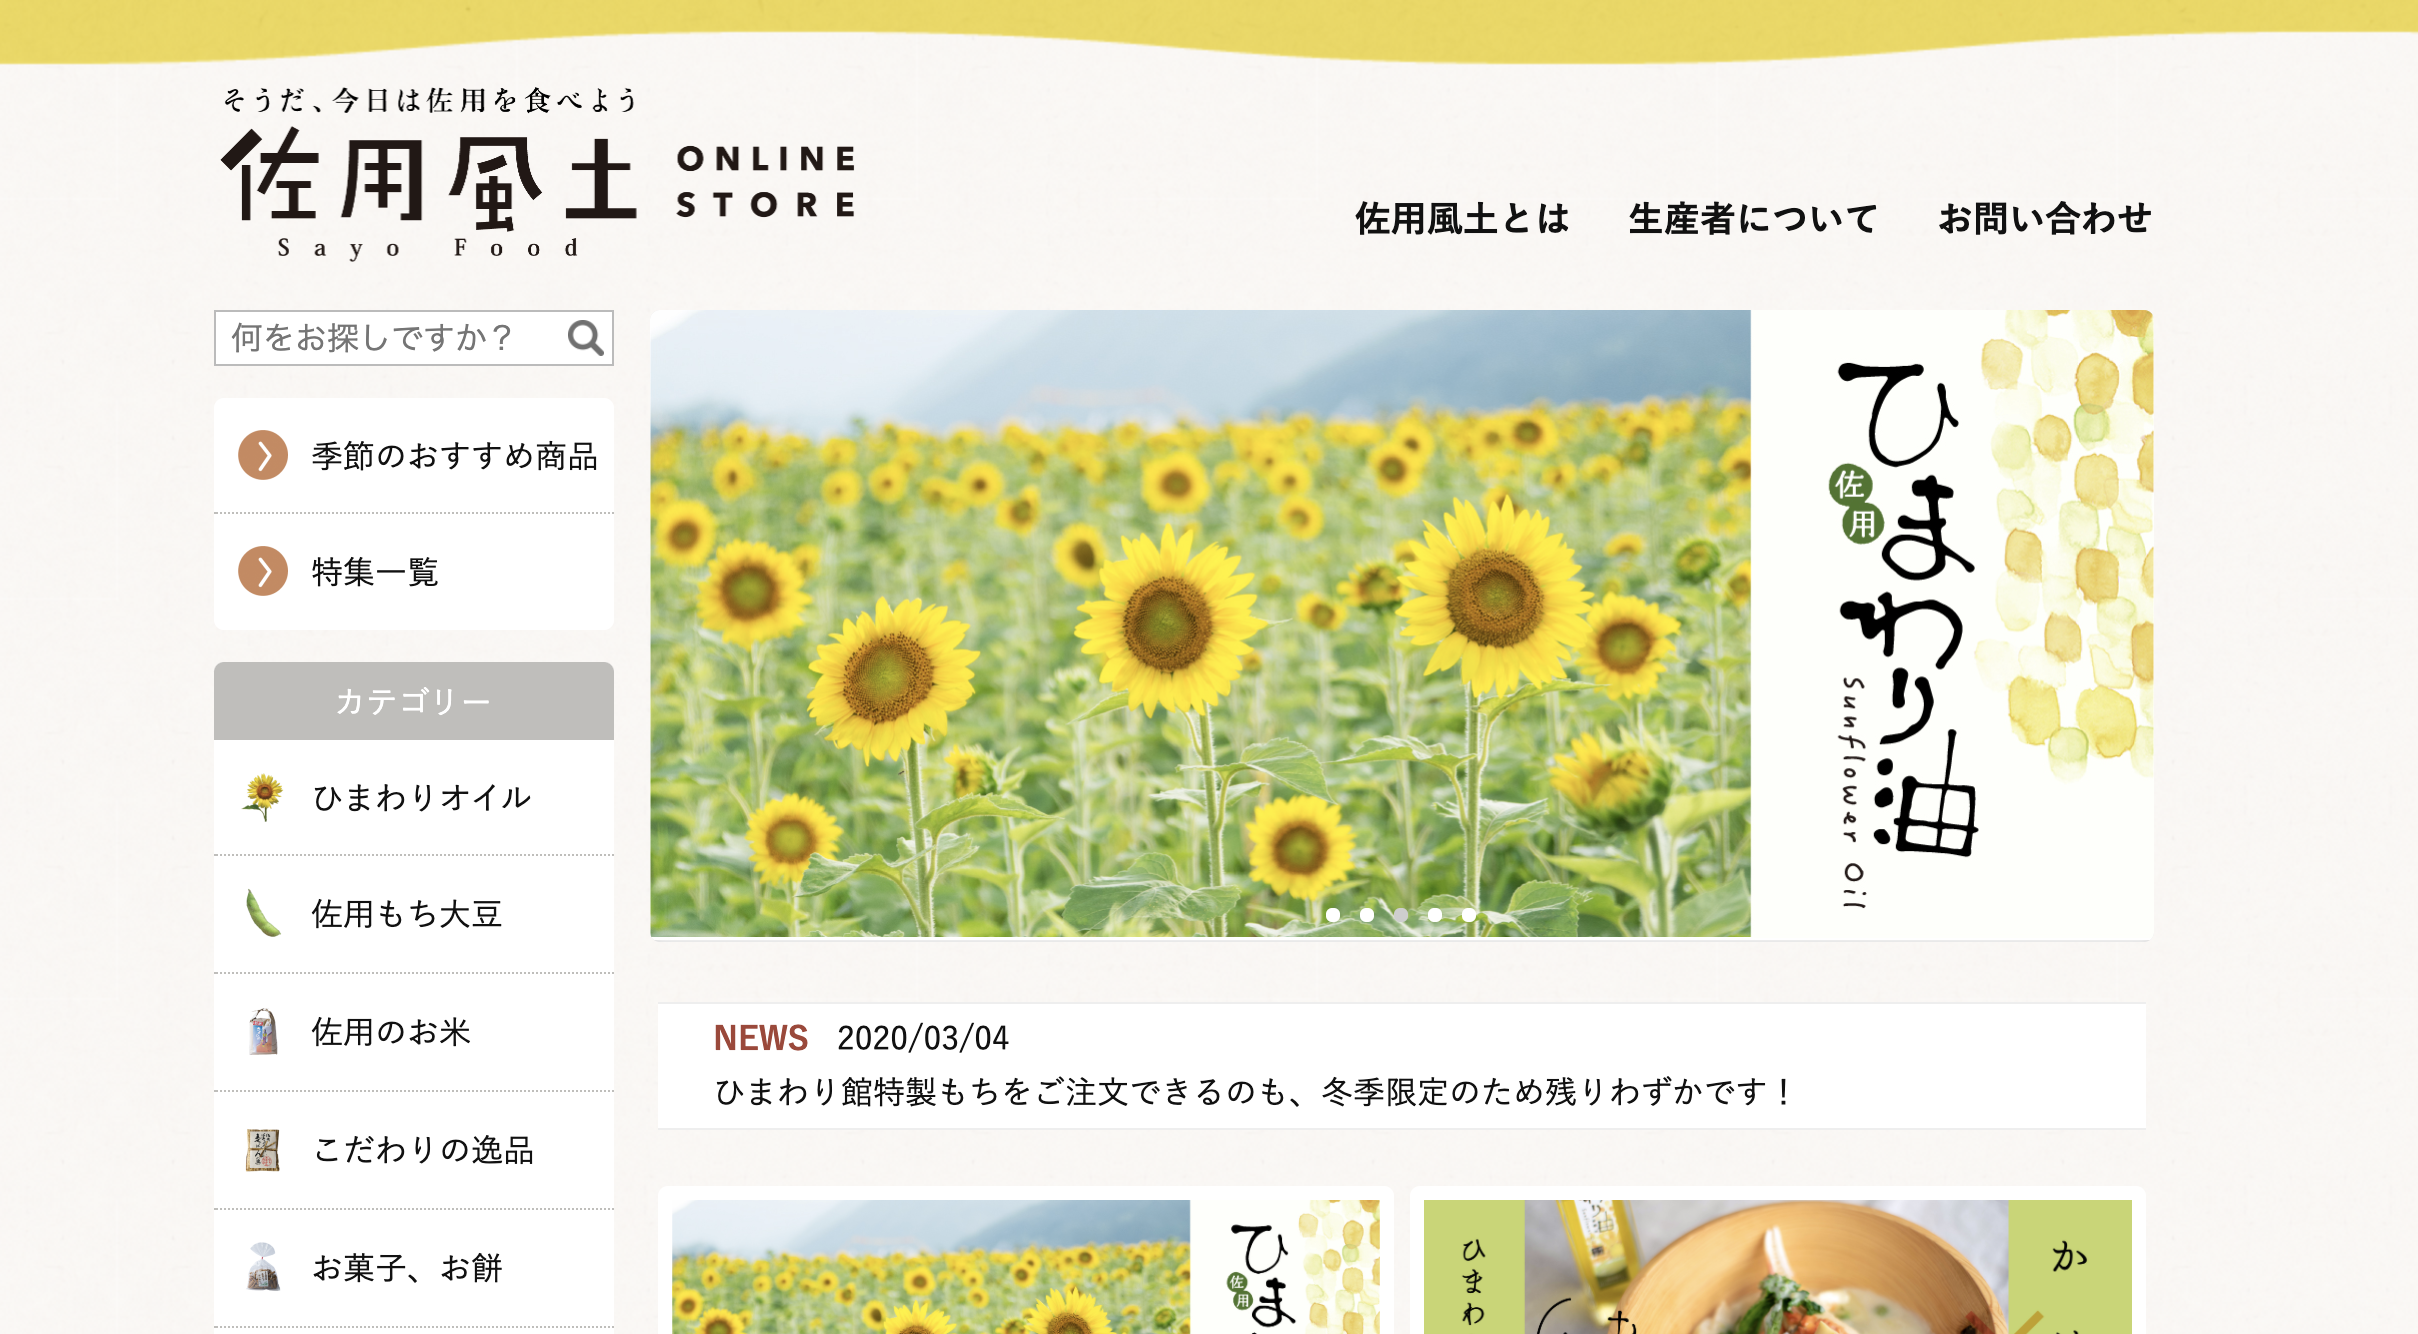 そうだ、今日は佐用を食べよう
佐用風土
Sayo Food
ONLINE
STORE
佐用風土とは
生産者について
お問い合わせ
何をお探しですか？
季節のおすすめ商品
特集一覧
カテゴリー
ひまわりオイル
佐用もち大豆
佐用のお米
こだわりの逸品
お菓子、お餅
佐用
ひまわり油
Sunflower Oil
NEWS 2020/03/04
ひまわり館特製もちをご注文できるのも、冬季限定のため残りわずかです！
佐用
ひま
ひまわ
か